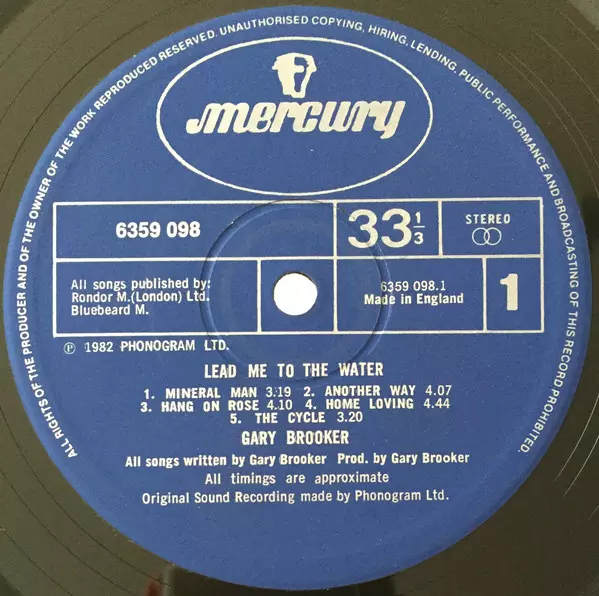 ALL RIGHTS OF THE PRODUCER AND OF THE OWNER OF THE WORK REPRODUCED RESERVED. UNAUTHORISED COPYING, HIRING, LENDING, PUBLIC PERFORMANCE AND BROADCASTING OF THIS RECORD PROHIBITED.
mercury
6359 098
33 1/3
STEREO
All songs published by:
Rondor M.(London) Ltd.
Bluebeard M.
6359 098.1
Made in England
1
Ⓟ 1982 PHONOGRAM LTD.
LEAD ME TO THE WATER
1. MINERAL MAN 3.19 2. ANOTHER WAY 4.07
3. HANG ON ROSE 4.10 4. HOME LOVING 4.44
5. THE CYCLE 3.20
GARY BROOKER
All songs written by Gary Brooker Prod. by Gary Brooker
All timings are approximate
Original Sound Recording made by Phonogram Ltd.